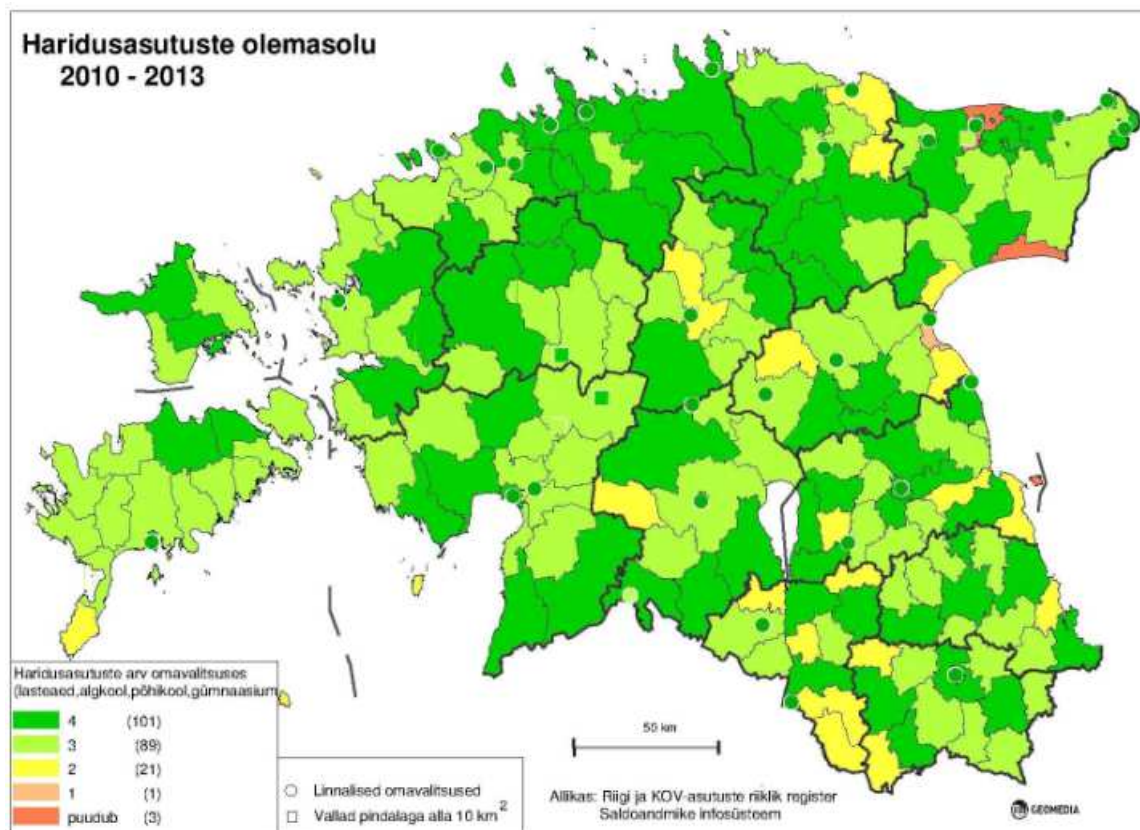 Haridusasutuste olemasolu
2010 - 2013
Haridusasutuste arv omavalitsuses
(lasteaed,algkool,põhikool,gümnaasium
4 (101)
3 (89)
2 (21)
1 (1)
puudub (3)
Linnalised omavalitsused
Vallad pindalaga alla 10 km²
50 km
Allikas: Riigi ja KOV-asutuste riiklik register
Saldoandmike infosüsteem
GEOMEDIA